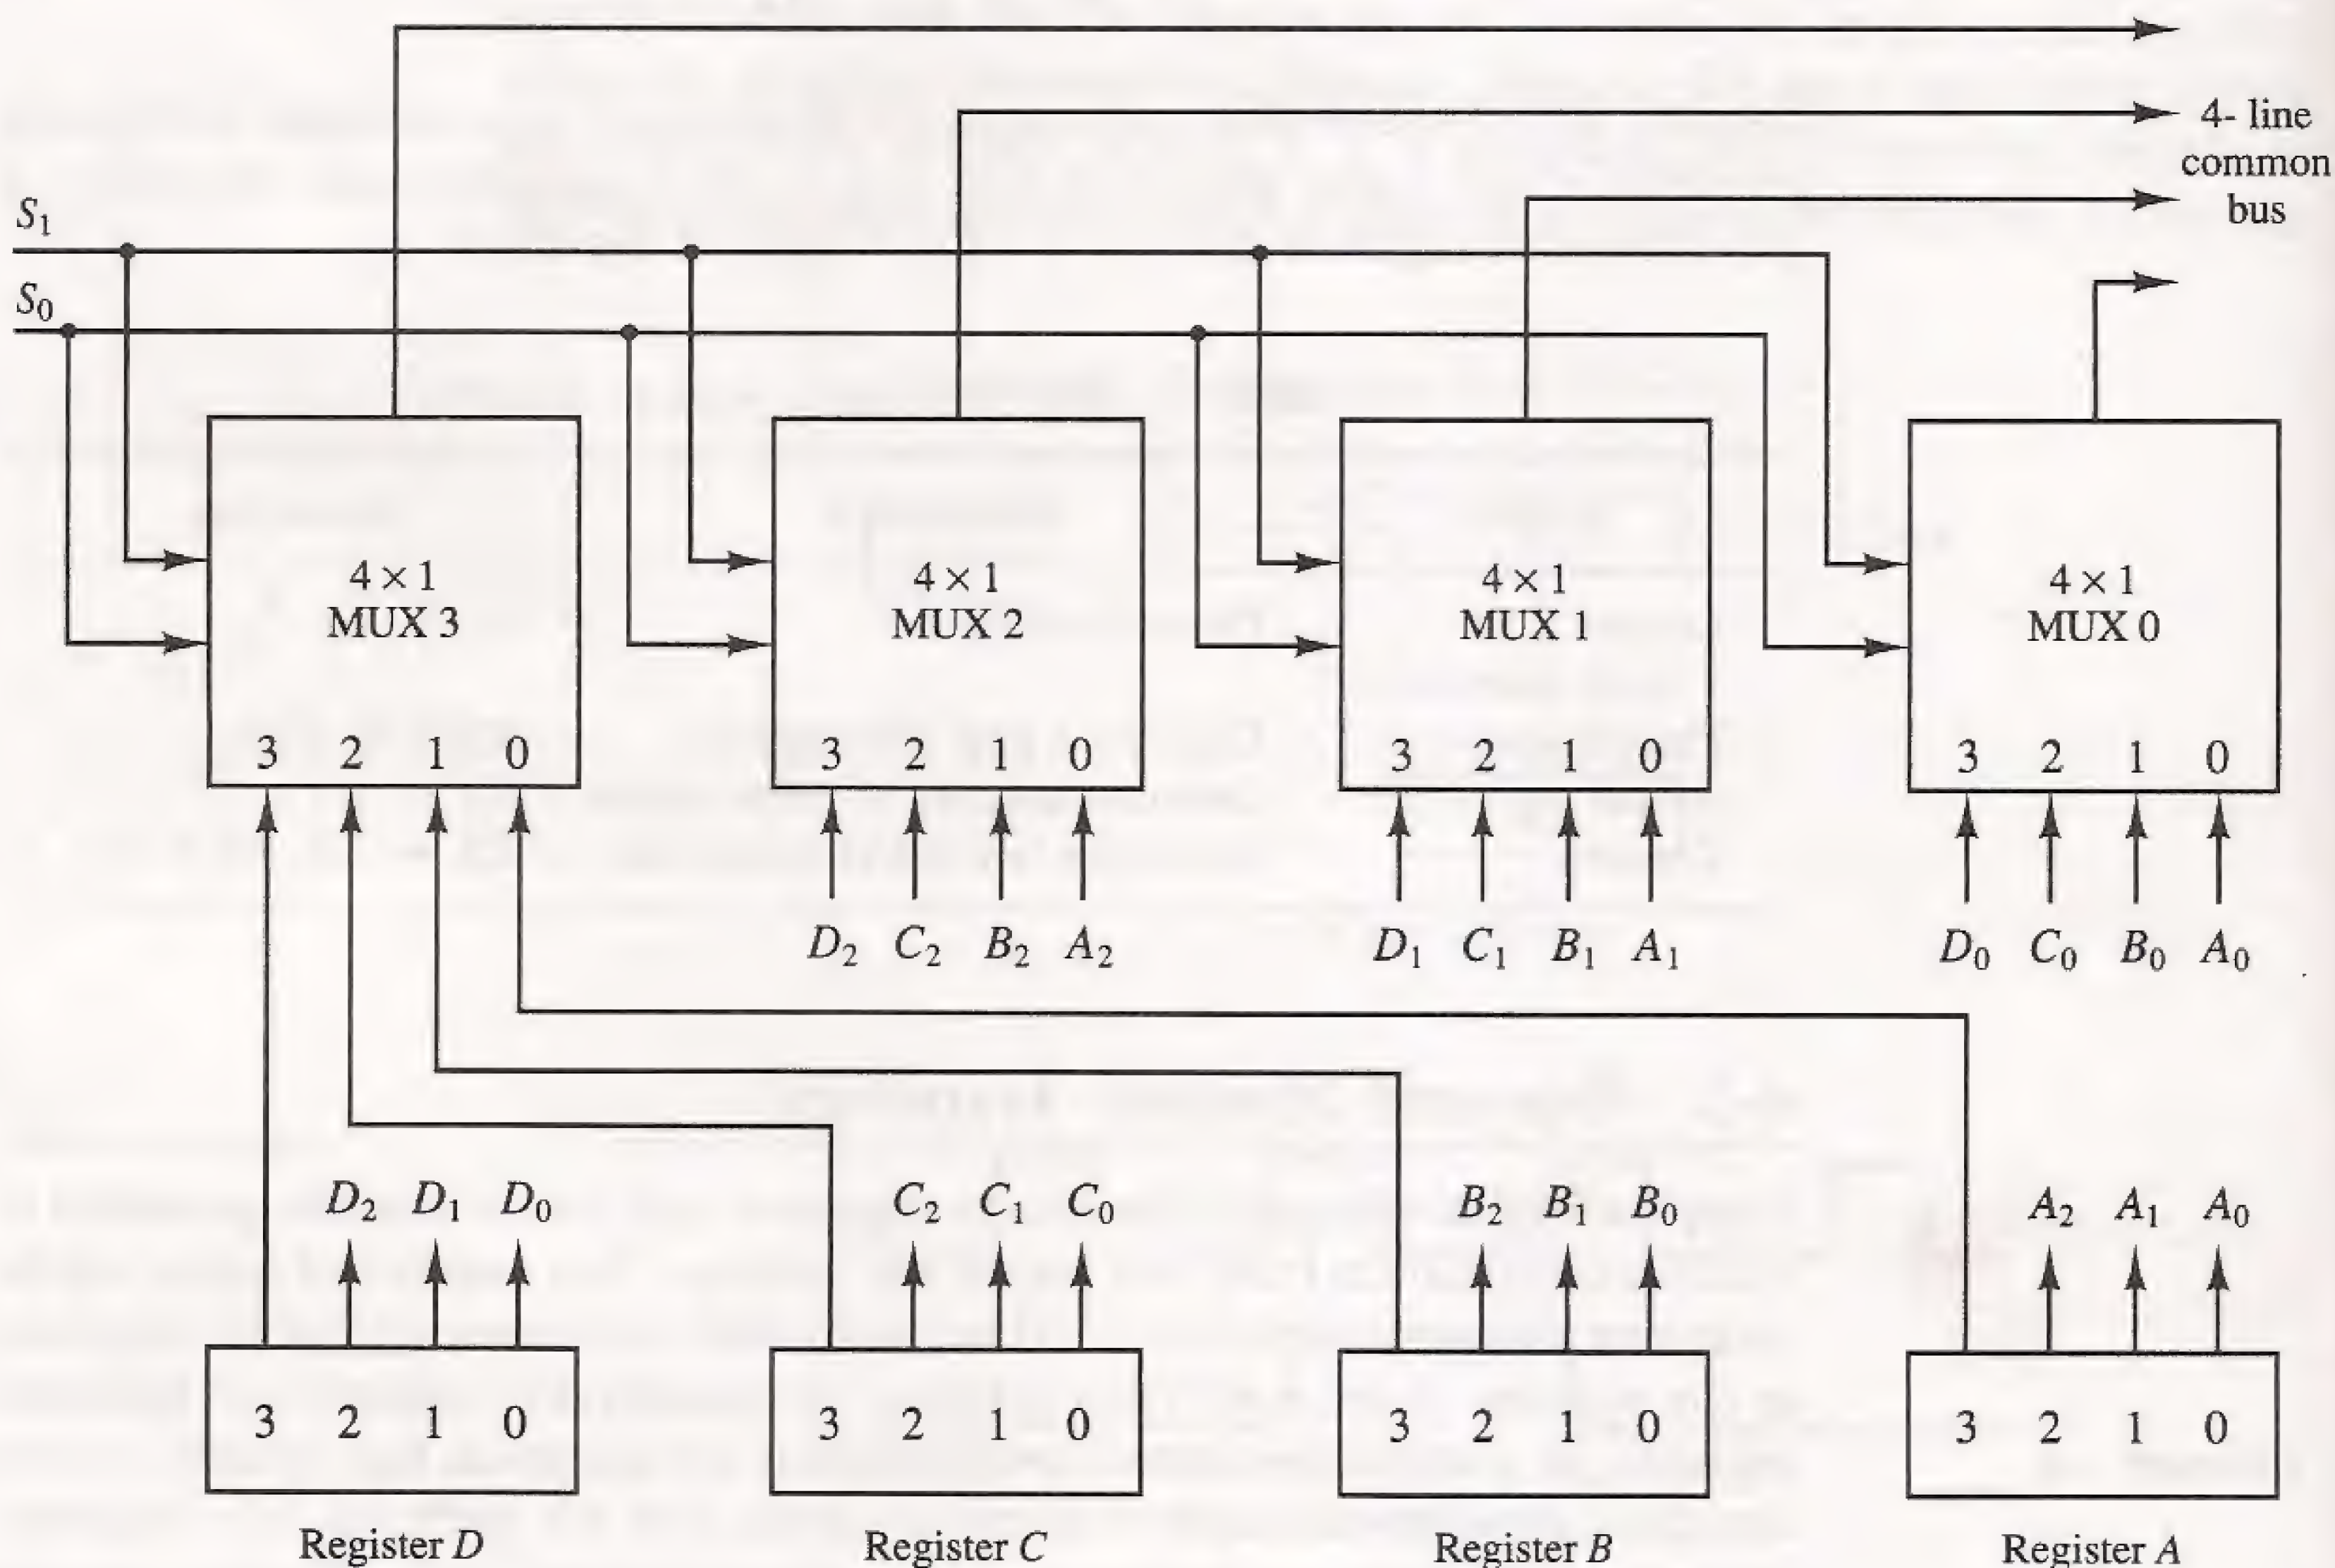 4- line
common
bus
S₁
S₀
4 × 1
MUX 3
3 2 1 0
4 × 1
MUX 2
3 2 1 0
4 × 1
MUX 1
3 2 1 0
4 × 1
MUX 0
3 2 1 0
D₂ C₂ B₂ A₂
D₁ C₁ B₁ A₁
D₀ C₀ B₀ A₀
D₂ D₁ D₀
C₂ C₁ C₀
B₂ B₁ B₀
A₂ A₁ A₀
3 2 1 0
3 2 1 0
3 2 1 0
3 2 1 0
Register D
Register C
Register B
Register A